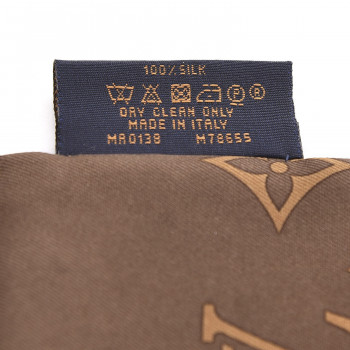 100% SILK
DRY CLEAN ONLY
MADE IN ITALY
MA0138 M78655